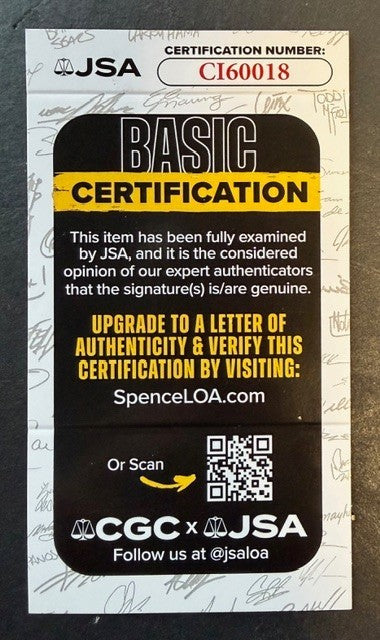 CERTIFICATION NUMBER:
JSA CI60018
BASIC
CERTIFICATION
This item has been fully examined
by JSA, and it is the considered
opinion of our expert authenticators
that the signature(s) is/are genuine.
UPGRADE TO A LETTER OF
AUTHENTICITY & VERIFY THIS
CERTIFICATION BY VISITING:
SpenceLOA.com
Or Scan
CGC x JSA
Follow us at @jsaloa